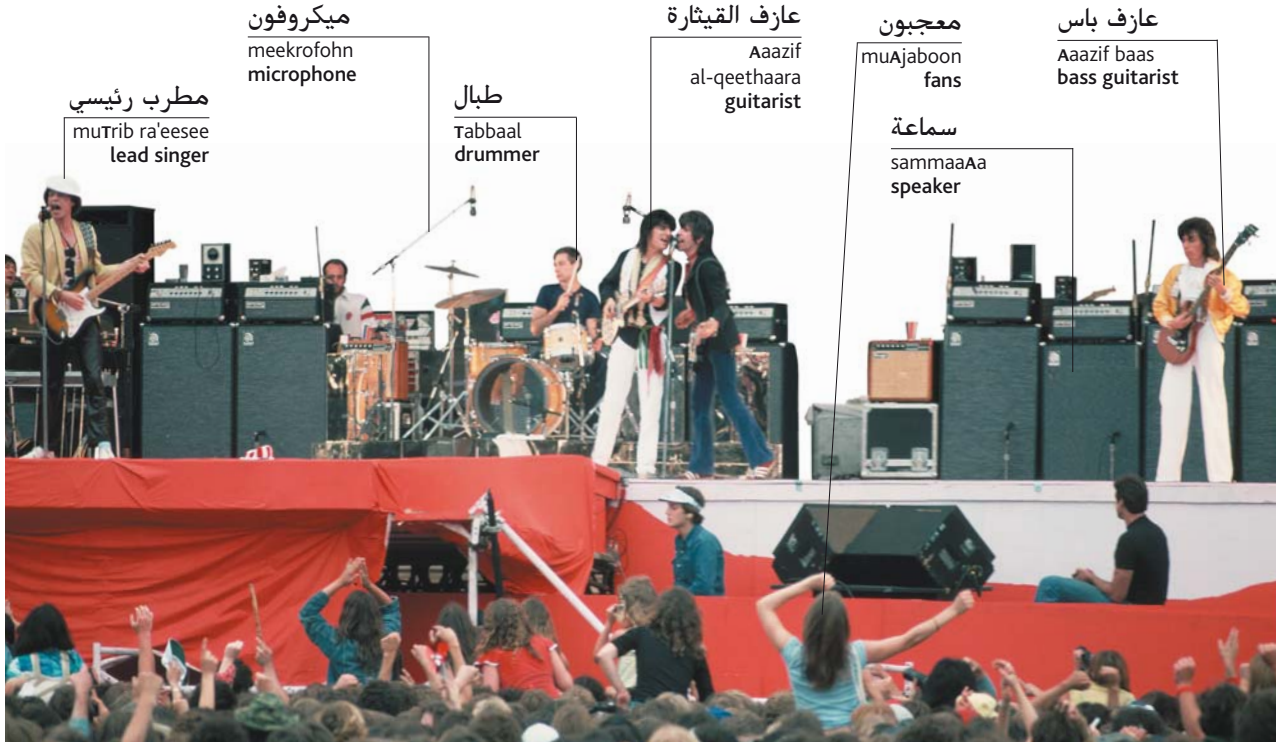 مطرب رئيسي
muTrib ra'eesee
lead singer
ميكروفون
meekrofohn
microphone
طبال
Tabbaal
drummer
عازف القيثارة
Aaazif
al-qeethaara
guitarist
معجبون
muAjaboon
fans
سماعة
sammaaAa
speaker
عازف باس
Aaazif baas
bass guitarist